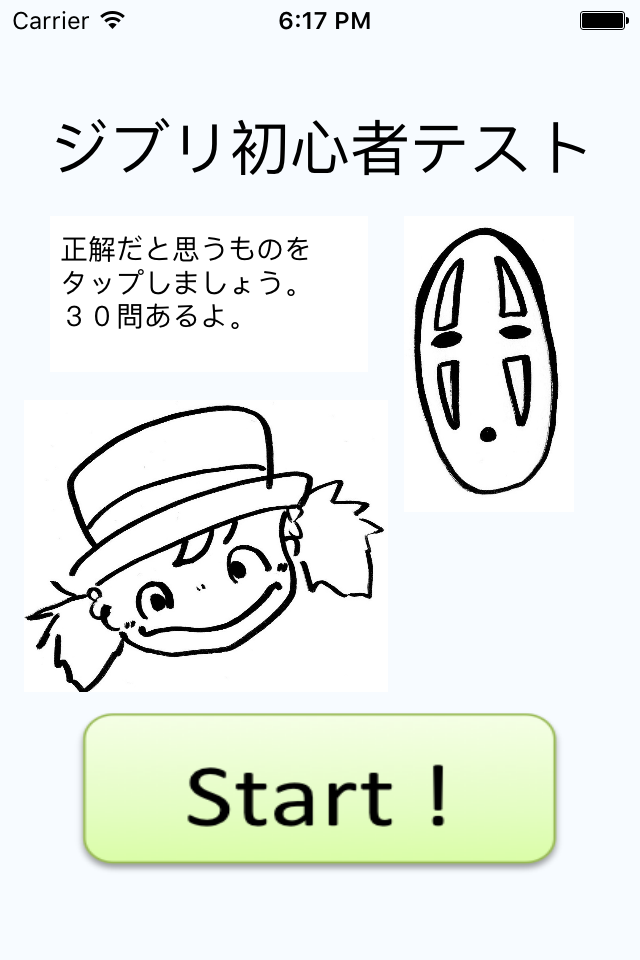 Carrier 6:17 PM
ジブリ初心者テスト
正解だと思うものを
タップしましょう。
３０問あるよ。
Start！